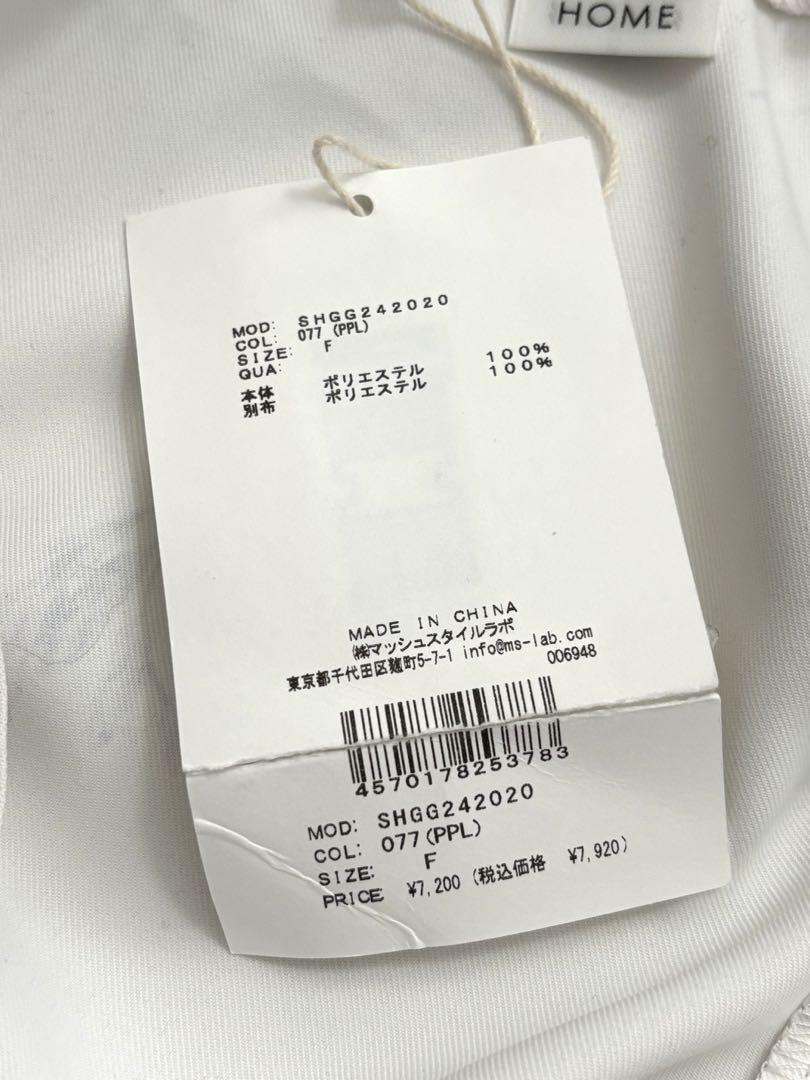 HOME
MOD: SHGG242020
COL: 077 (PPL)
SIZE: F
QUA:
本体 ポリエステル 100%
別布 ポリエステル 100%
MADE IN CHINA
㈱マッシュスタイルラボ
東京都千代田区麹町5-7-1 info@ms-lab.com
006948
4570178253783
MOD: SHGG242020
COL: 077(PPL)
SIZE: F
PRICE: ¥7,200 (税込価格 ¥7,920)